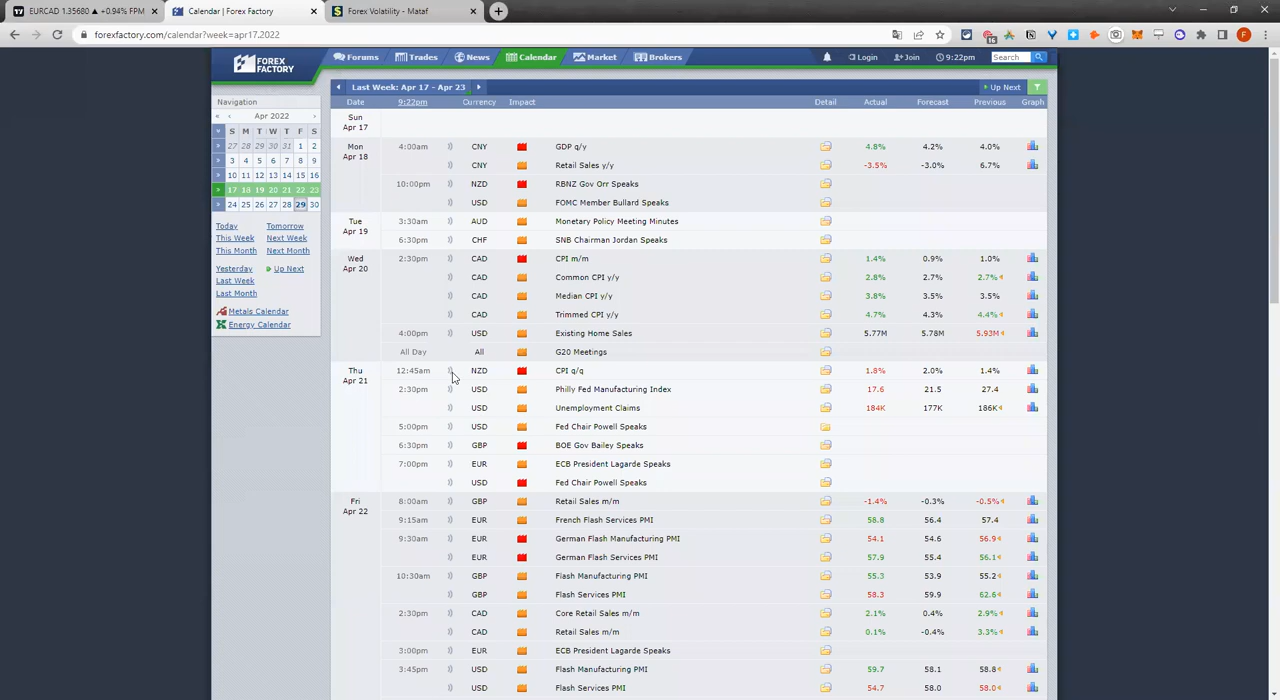 EURCAD 1.35680 ▲ +0.94% FPM
Calendar | Forex Factory
Forex Volatility - Mataf
forexfactory.com/calendar?week=apr17.2022
15
F
FOREX FACTORY
Forums Trades News Calendar Market Brokers
Login Join 9:22pm Search
Navigation
« ‹ Apr 2022 ›
S M T W T F S
27 28 29 30 31 1 2
3 4 5 6 7 8 9
10 11 12 13 14 15 16
17 18 19 20 21 22 23
24 25 26 27 28 29 30
Today Tomorrow
This Week Next Week
This Month Next Month
Yesterday Up Next
Last Week
Last Month
Metals Calendar
Energy Calendar
Last Week: Apr 17 - Apr 23 Up Next
Date 9:22pm Currency Impact Detail Actual Forecast Previous Graph
Sun
Apr 17
Mon
Apr 18
4:00am CNY GDP q/y 4.8% 4.2% 4.0%
CNY Retail Sales y/y -3.5% -3.0% 6.7%
10:00pm NZD RBNZ Gov Orr Speaks
USD FOMC Member Bullard Speaks
Tue
Apr 19
3:30am AUD Monetary Policy Meeting Minutes
6:30pm CHF SNB Chairman Jordan Speaks
Wed
Apr 20
2:30pm CAD CPI m/m 1.4% 0.9% 1.0%
CAD Common CPI y/y 2.8% 2.7% 2.7%
CAD Median CPI y/y 3.8% 3.5% 3.5%
CAD Trimmed CPI y/y 4.7% 4.3% 4.4%
4:00pm USD Existing Home Sales 5.77M 5.78M 5.93M
All Day All G20 Meetings
Thu
Apr 21
12:45am NZD CPI q/q 1.8% 2.0% 1.4%
2:30pm USD Philly Fed Manufacturing Index 17.6 21.5 27.4
USD Unemployment Claims 184K 177K 186K
5:00pm USD Fed Chair Powell Speaks
6:30pm GBP BOE Gov Bailey Speaks
7:00pm EUR ECB President Lagarde Speaks
USD Fed Chair Powell Speaks
Fri
Apr 22
8:00am GBP Retail Sales m/m -1.4% -0.3% -0.5%
9:15am EUR French Flash Services PMI 58.8 56.4 57.4
9:30am EUR German Flash Manufacturing PMI 54.1 54.6 56.9
EUR German Flash Services PMI 57.9 55.4 56.1
10:30am GBP Flash Manufacturing PMI 55.3 53.9 55.2
GBP Flash Services PMI 58.3 59.9 62.6
2:30pm CAD Core Retail Sales m/m 2.1% 0.4% 2.9%
CAD Retail Sales m/m 0.1% -0.4% 3.3%
3:00pm EUR ECB President Lagarde Speaks
3:45pm USD Flash Manufacturing PMI 59.7 58.1 58.8
USD Flash Services PMI 54.7 58.0 58.0